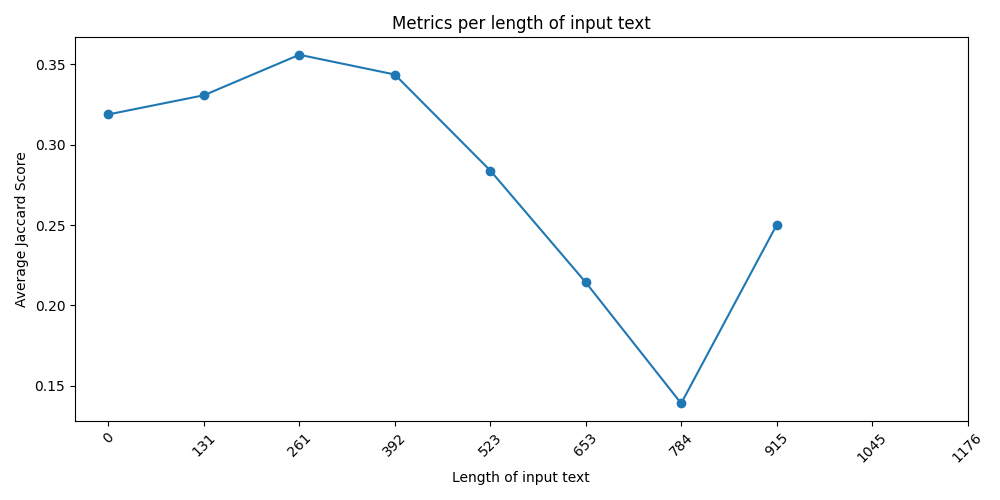 Metrics per length of input text
Average Jaccard Score
0.35
0.30
0.25
0.20
0.15
0 131 261 392 523 653 784 915 1045 1176
Length of input text